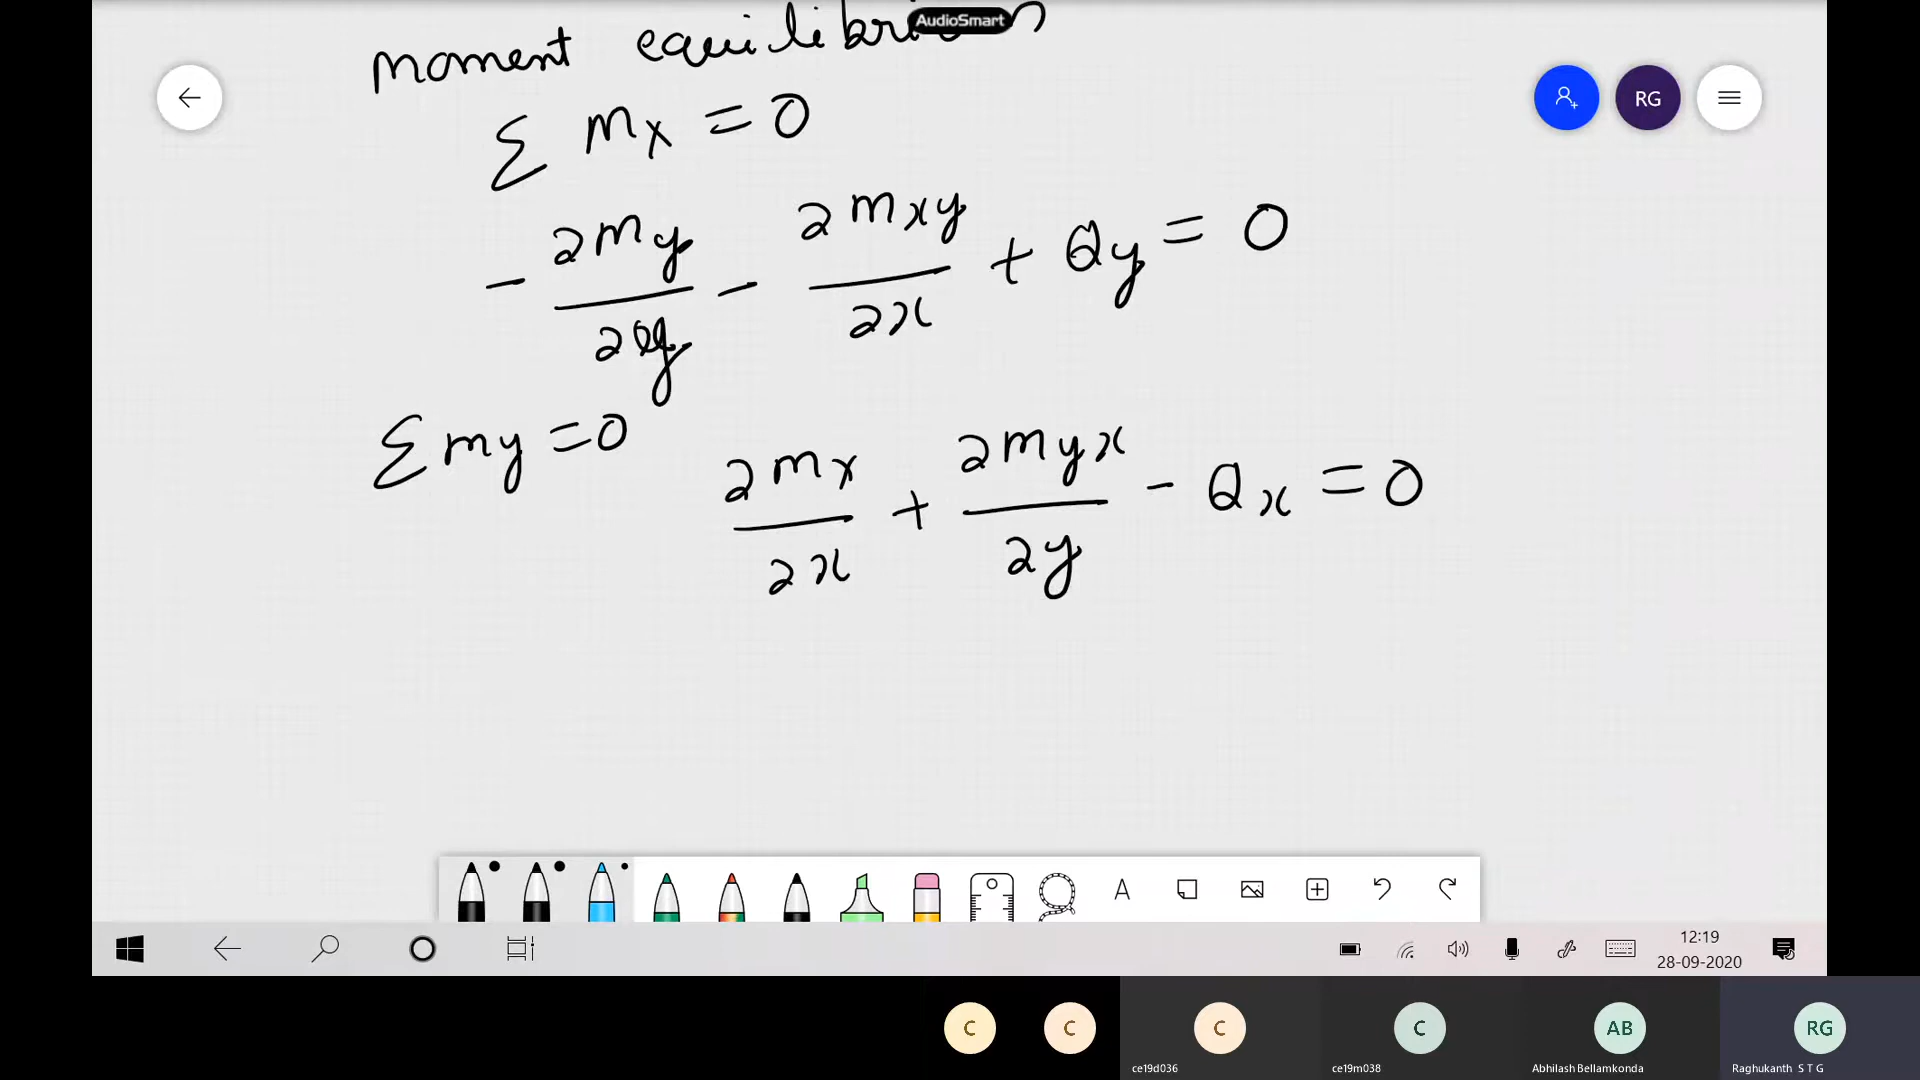 AudioSmart
moment equilibrium
Σ Mx = 0
- ∂My/∂y - ∂Mxy/∂x + Qy = 0
Σ My = 0
∂Mx/∂x + ∂Myx/∂y - Qx = 0
RG
A
12:19
28-09-2020
C C C C AB RG
ce19d036 ce19m038 Abhilash Bellamkonda Raghukanth S T G